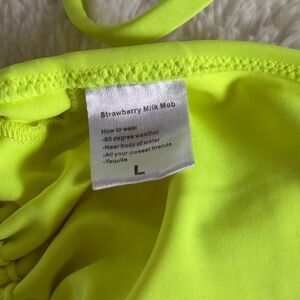 Strawberry Milk Mob
How to wear
-80 degree weather
-Near body of water
-All your closest friends
-Tequila
L